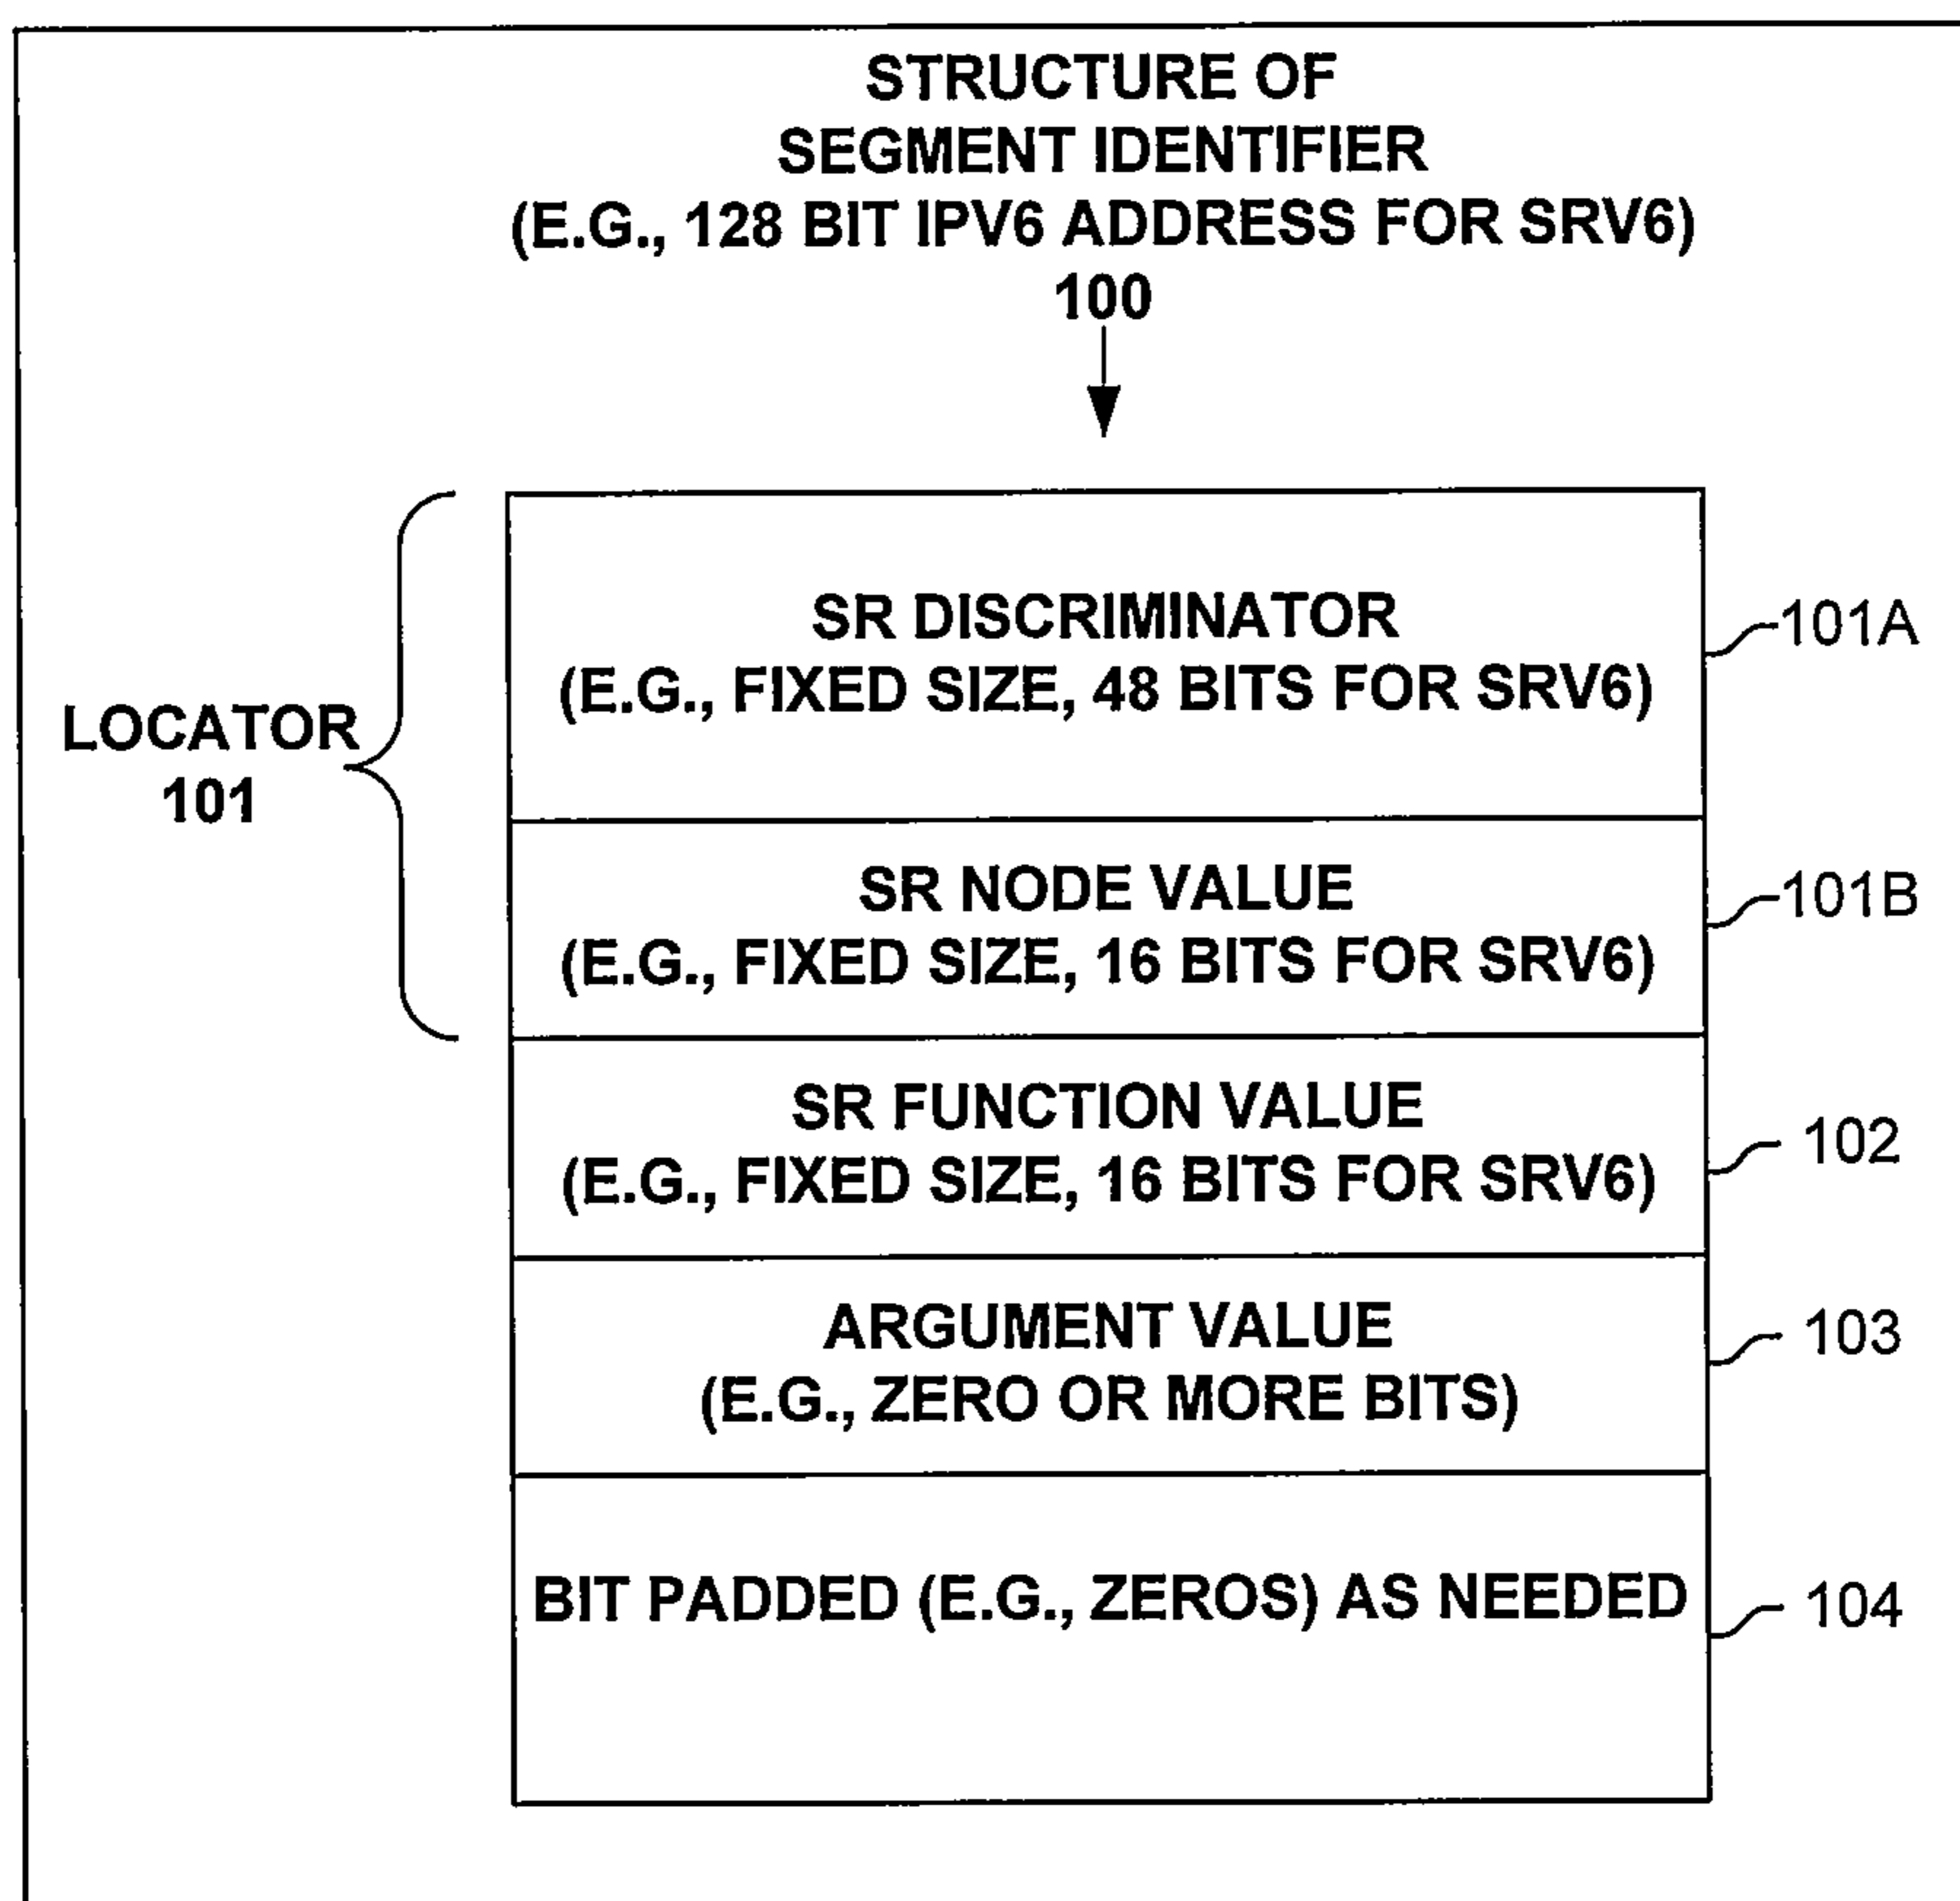 STRUCTURE OF
SEGMENT IDENTIFIER
(E.G., 128 BIT IPV6 ADDRESS FOR SRV6)
100
LOCATOR
101
SR DISCRIMINATOR
(E.G., FIXED SIZE, 48 BITS FOR SRV6)
101A
SR NODE VALUE
(E.G., FIXED SIZE, 16 BITS FOR SRV6)
101B
SR FUNCTION VALUE
(E.G., FIXED SIZE, 16 BITS FOR SRV6)
102
ARGUMENT VALUE
(E.G., ZERO OR MORE BITS)
103
BIT PADDED (E.G., ZEROS) AS NEEDED
104